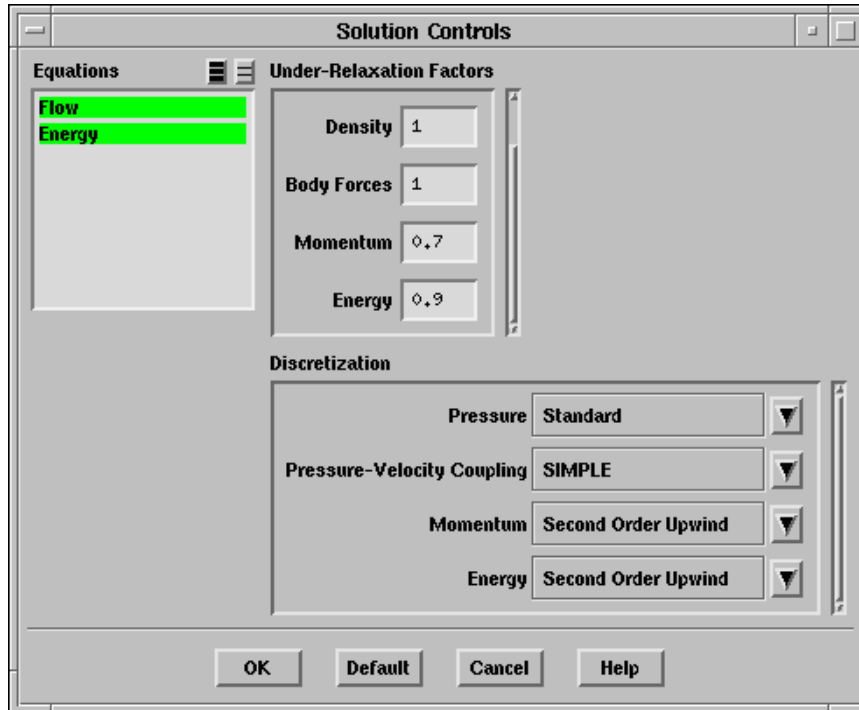 Solution Controls
Equations
Flow
Energy
Under-Relaxation Factors
Density 1
Body Forces 1
Momentum 0.7
Energy 0.9
Discretization
Pressure Standard
Pressure-Velocity Coupling SIMPLE
Momentum Second Order Upwind
Energy Second Order Upwind
OK Default Cancel Help